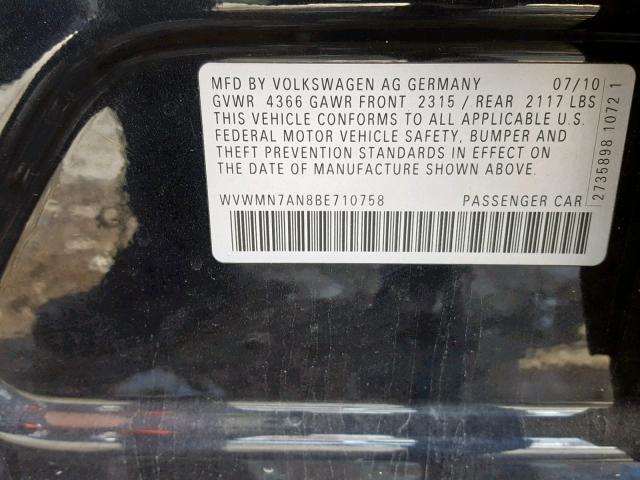 MFD BY VOLKSWAGEN AG GERMANY 07/10
GVWR 4366 GAWR FRONT 2315 / REAR 2117 LBS
THIS VEHICLE CONFORMS TO ALL APPLICABLE U.S.
FEDERAL MOTOR VEHICLE SAFETY, BUMPER AND
THEFT PREVENTION STANDARDS IN EFFECT ON
THE DATE OF MANUFACTURE SHOWN ABOVE.
WVWMN7AN8BE710758 PASSENGER CAR
2735898 1072 1